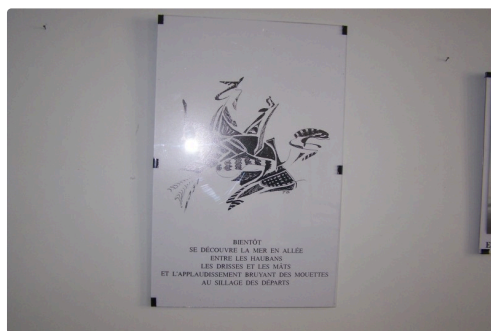 BIENTÔT
SE DÉCOUVRE LA MER EN ALLÉE
ENTRE LES HAUBANS
LES DRISSES ET LES MÂTS
ET L'APPLAUDISSEMENT BRUYANT DES MOUETTES
AU SILLAGE DES DÉPARTS